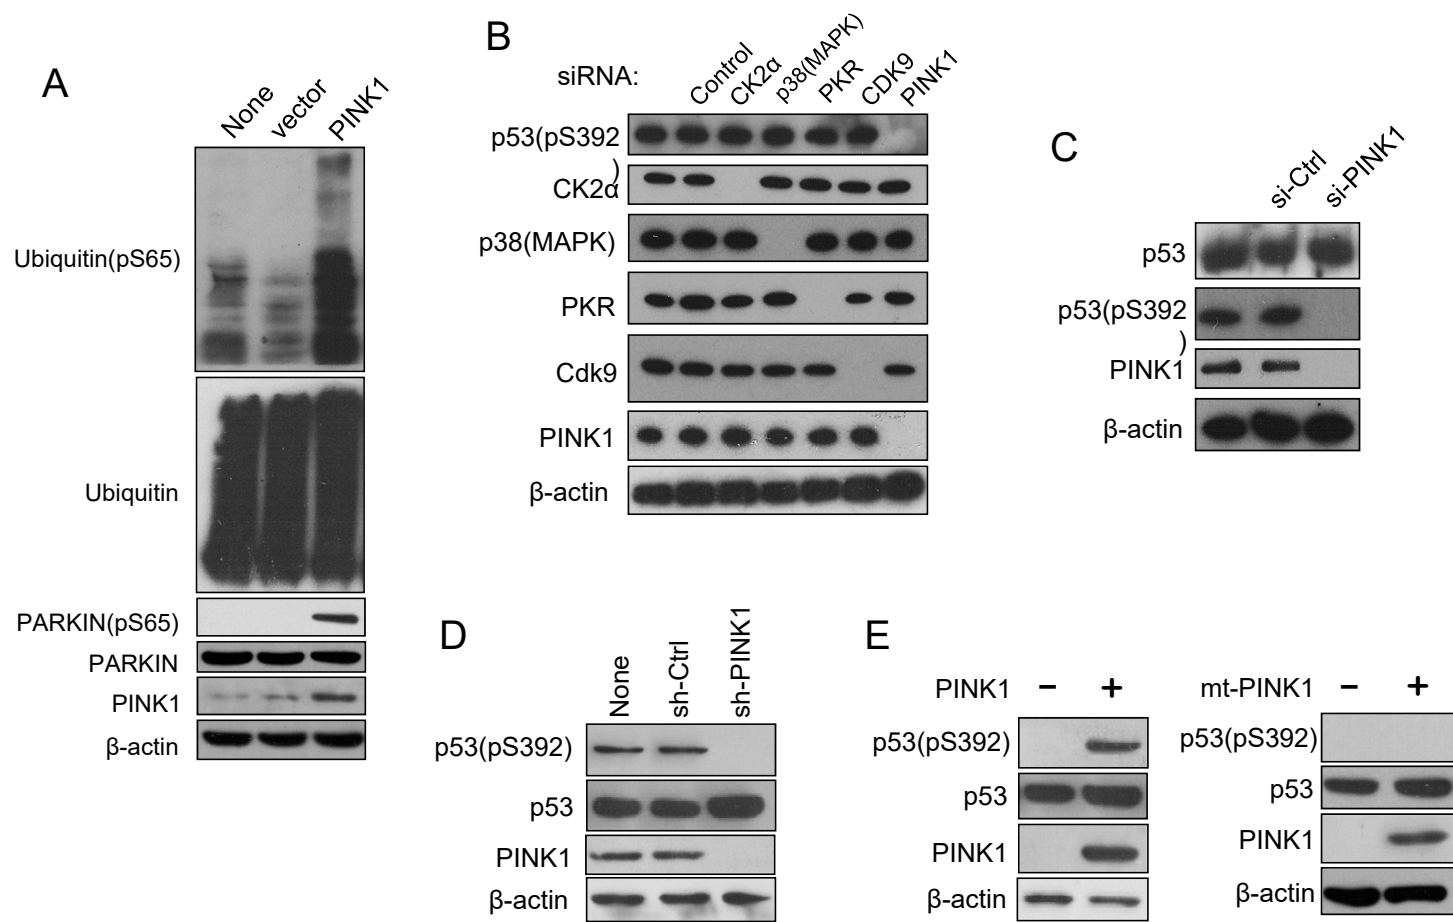 A
None
vector
PINK1
Ubiquitin(pS65)
Ubiquitin
PARKIN(pS65)
PARKIN
PINK1
β-actin
B
siRNA:
Control
CK2α
p38(MAPK)
PKR
CDK9
PINK1
p53(pS392
)
CK2α
p38(MAPK)
PKR
Cdk9
PINK1
β-actin
C
si-Ctrl
si-PINK1
p53
p53(pS392
)
PINK1
β-actin
D
None
sh-Ctrl
sh-PINK1
p53(pS392)
p53
PINK1
β-actin
E
PINK1 − +
p53(pS392)
p53
PINK1
β-actin
mt-PINK1 − +
p53(pS392)
p53
PINK1
β-actin